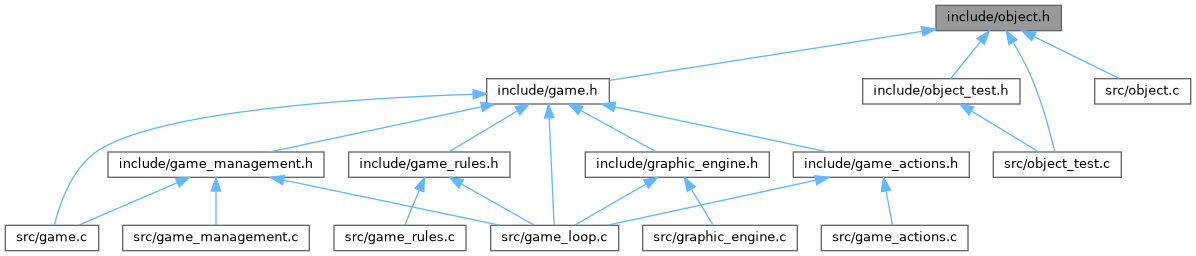 include/object.h
include/game.h
include/object_test.h
src/object.c
include/game_management.h
include/game_rules.h
include/graphic_engine.h
include/game_actions.h
src/object_test.c
src/game.c
src/game_management.c
src/game_rules.c
src/game_loop.c
src/graphic_engine.c
src/game_actions.c